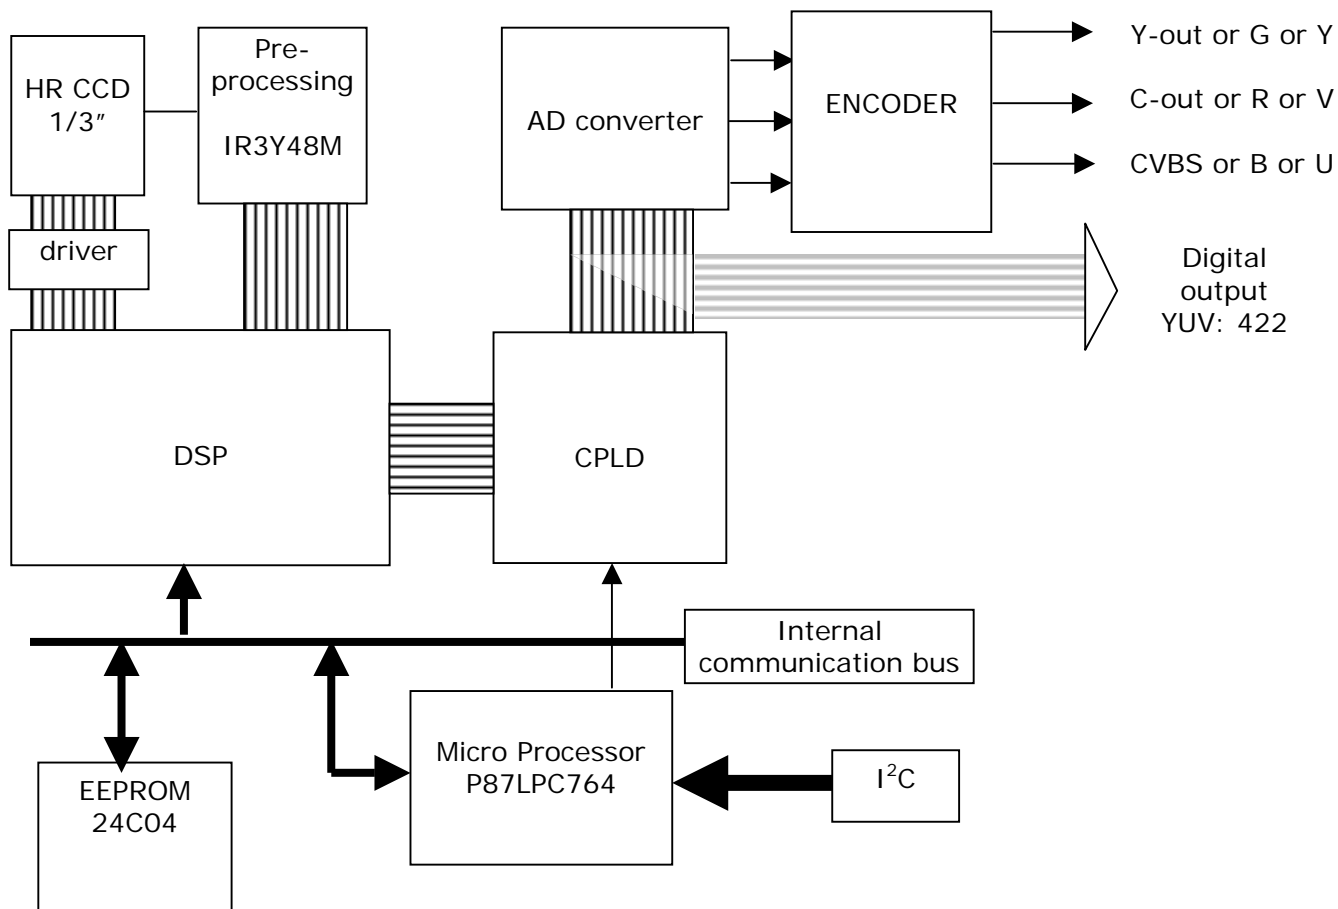 HR CCD
1/3"
Pre-
processing
IR3Y48M
AD converter
ENCODER
Y-out or G or Y
C-out or R or V
CVBS or B or U
driver
Digital
output
YUV: 422
DSP
CPLD
Internal
communication bus
Micro Processor
P87LPC764
I²C
EEPROM
24C04